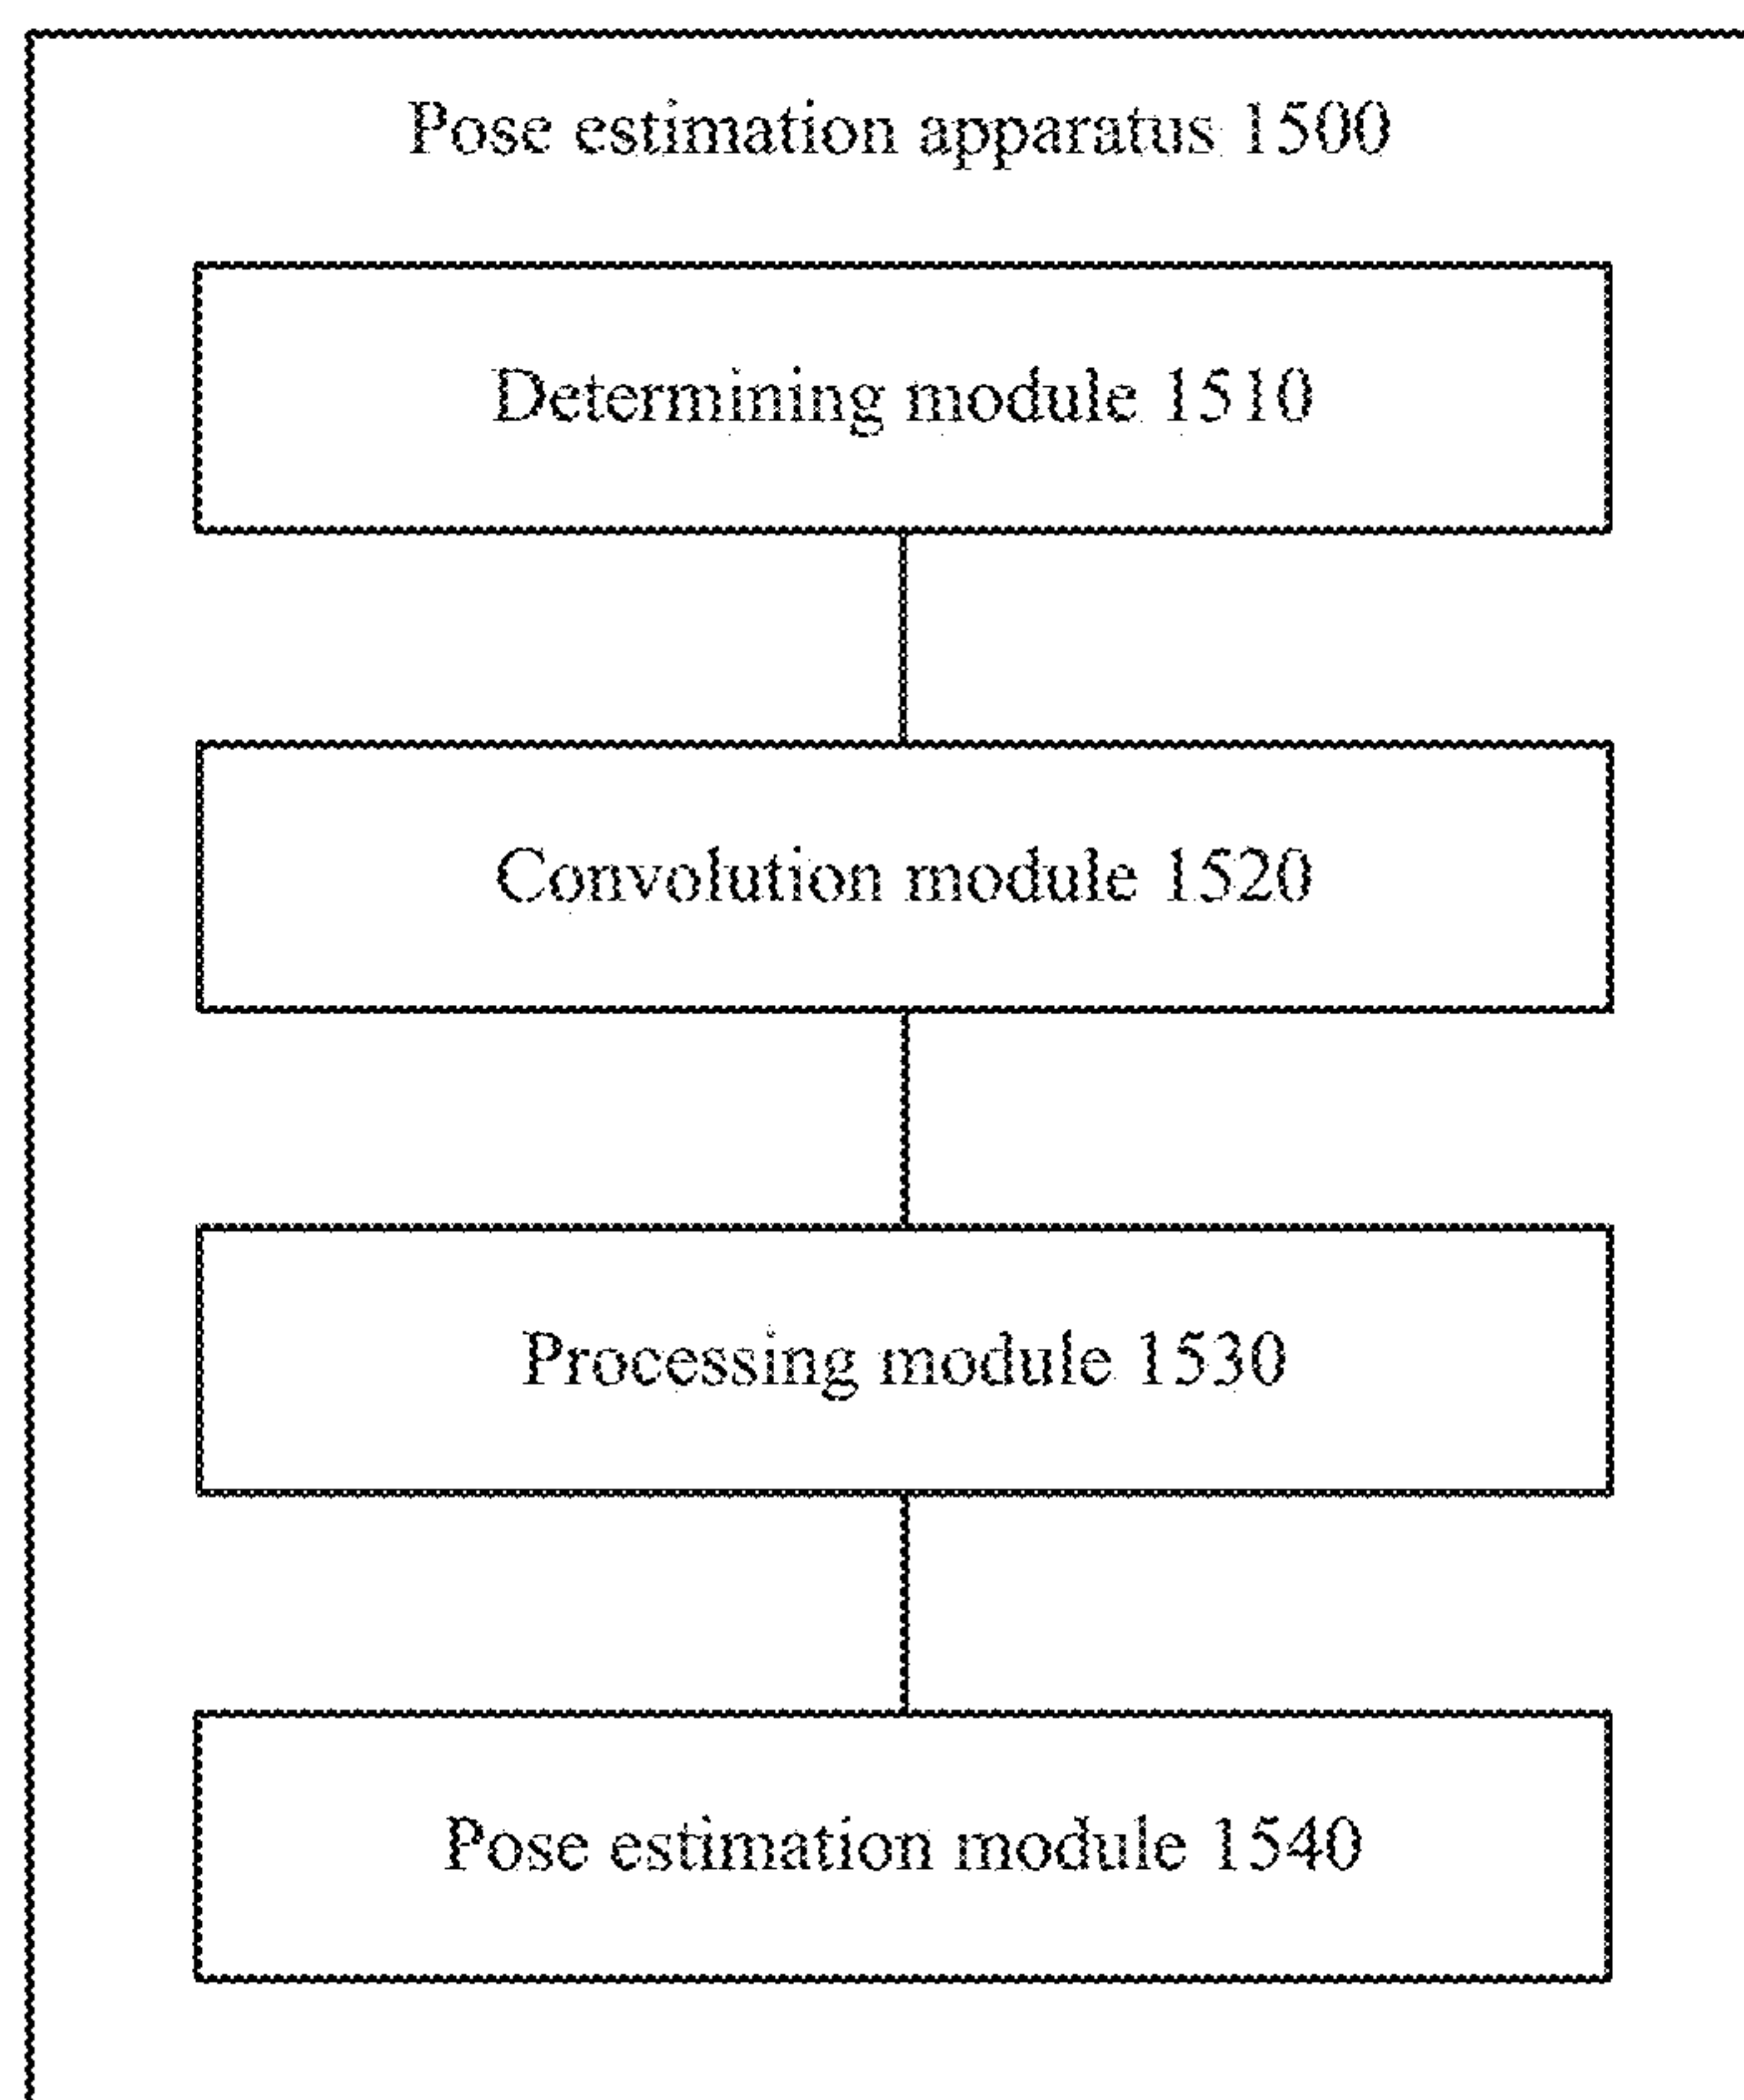 Pose estimation apparatus 1500
Determining module 1510
Convolution module 1520
Processing module 1530
Pose estimation module 1540